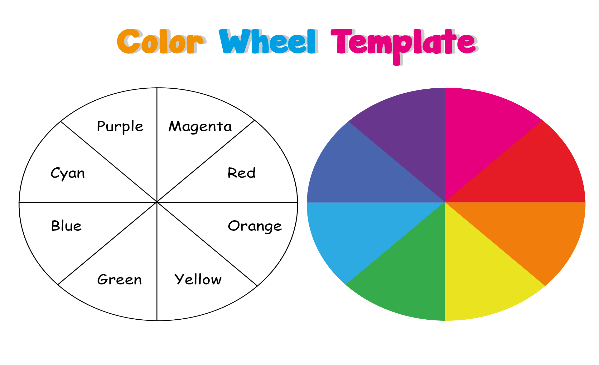 Color Wheel Template
Purple Magenta
Cyan Red
Blue Orange
Green Yellow